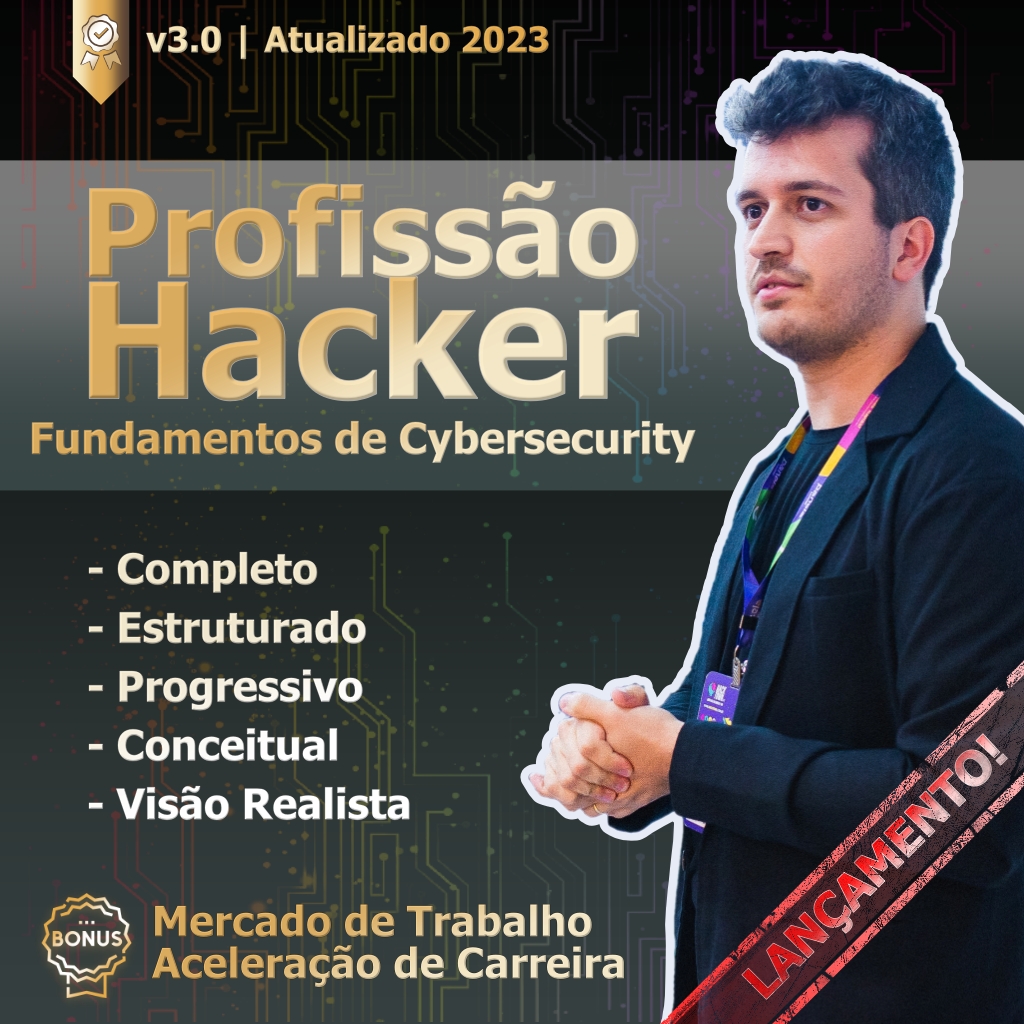 v3.0 | Atualizado 2023
Profissão
Hacker
Fundamentos de Cybersecurity
- Completo
- Estruturado
- Progressivo
- Conceitual
- Visão Realista
BONUS
Mercado de Trabalho
Aceleração de Carreira
LANÇAMENTO!